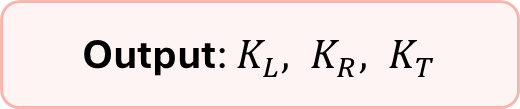 Output: K_L, K_R, K_T